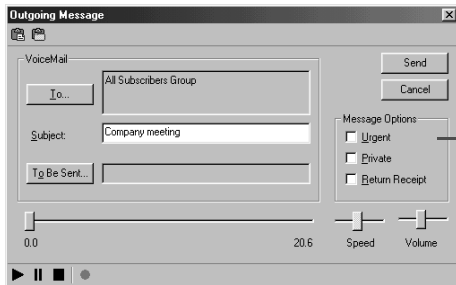 Outgoing Message
VoiceMail
To...
All Subscribers Group
Subject:
Company meeting
To Be Sent...
Send
Cancel
Message Options
Urgent
Private
Return Receipt
0.0
20.6
Speed
Volume